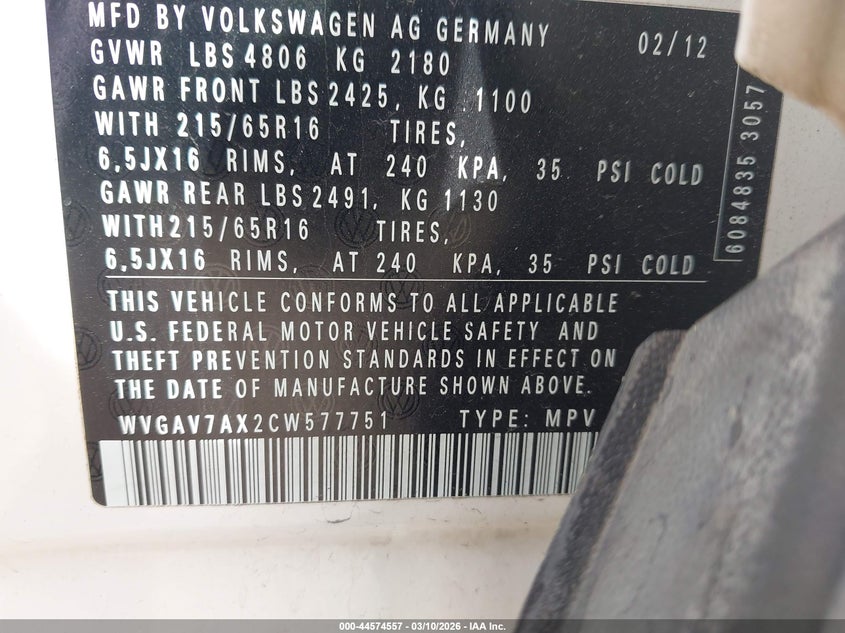 MFD BY VOLKSWAGEN AG GERMANY 02/12
GVWR LBS 4806 KG 2180
GAWR FRONT LBS 2425, KG 1100
WITH 215/65R16 TIRES,
6,5JX16 RIMS, AT 240 KPA, 35 PSI COLD
GAWR REAR LBS 2491, KG 1130
WITH215/65R16 TIRES,
6,5JX16 RIMS, AT 240 KPA, 35 PSI COLD
6084835 3057
THIS VEHICLE CONFORMS TO ALL APPLICABLE
U.S. FEDERAL MOTOR VEHICLE SAFETY AND
THEFT PREVENTION STANDARDS IN EFFECT ON
THE DATE OF MANUFACTURE SHOWN ABOVE.
WVGAV7AX2CW577751 TYPE: MPV
000-44574557 - 03/10/2026 - IAA Inc.